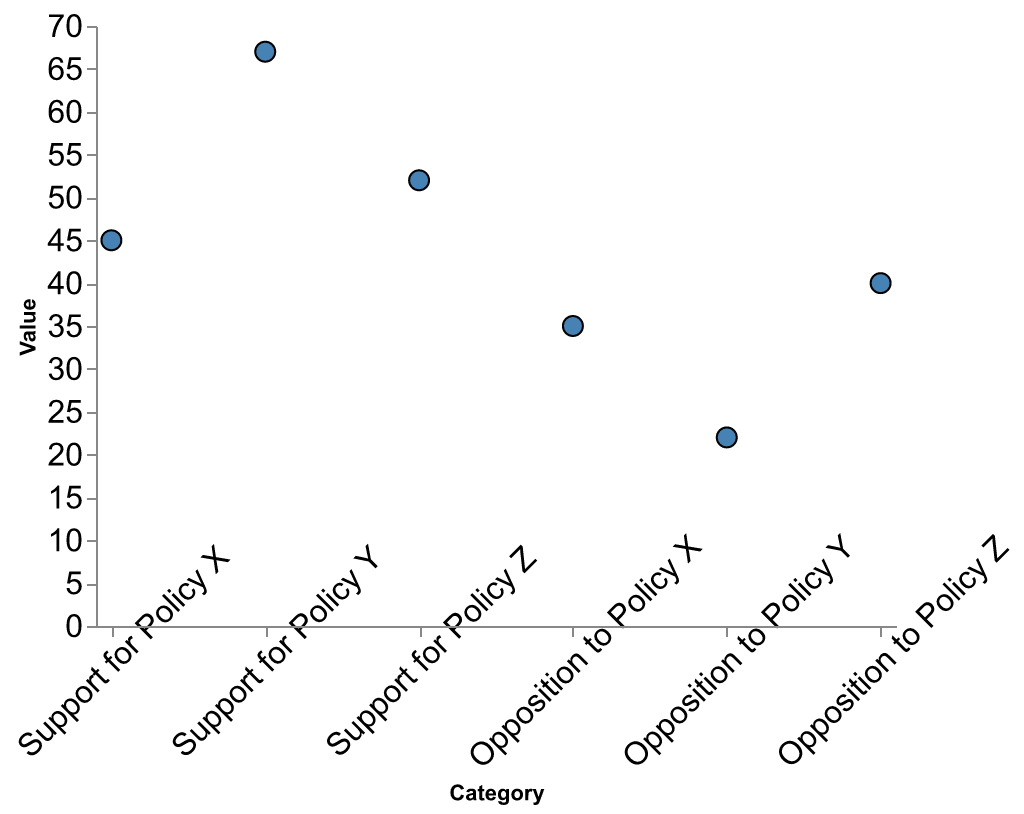 70
65
60
55
50
45
40
35
30
25
20
15
10
5
0
Value
Support for Policy X
Support for Policy Y
Support for Policy Z
Opposition to Policy X
Opposition to Policy Y
Opposition to Policy Z
Category